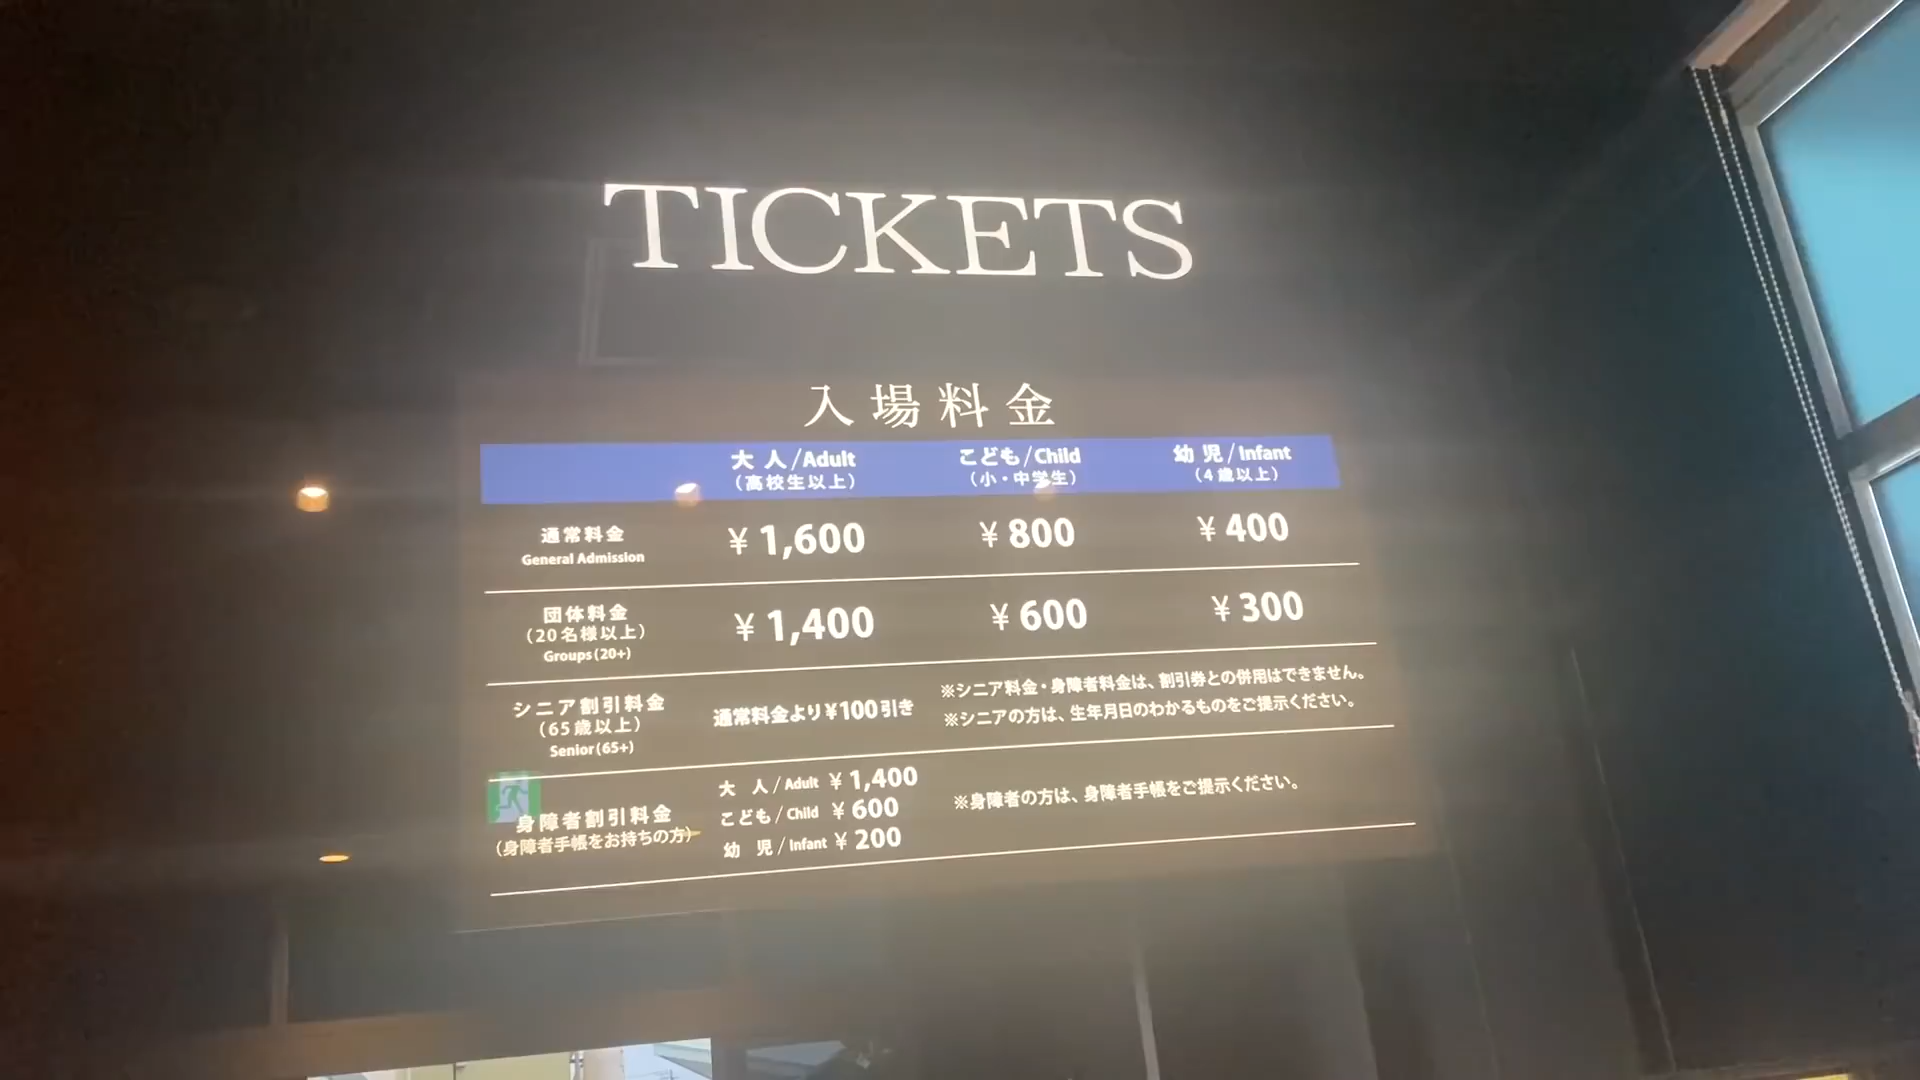 TICKETS
入場料金
大人/Adult こども/Child 幼児/Infant
(高校生以上) (小・中学生) (4歳以上)
通常料金 ¥1,600 ¥800 ¥400
General Admission
団体料金 ¥1,400 ¥600 ¥300
(20名様以上)
Groups(20+)
シニア割引料金 通常料金より¥100引き ※シニア料金・身障者料金は、割引券との併用はできません。
(65歳以上) ※シニアの方は、生年月日のわかるものをご提示ください。
Senior(65+)
身障者割引料金 大人/Adult ¥1,400 ※身障者の方は、身障者手帳をご提示ください。
(身障者手帳をお持ちの方) こども/Child ¥600
幼児/Infant ¥200